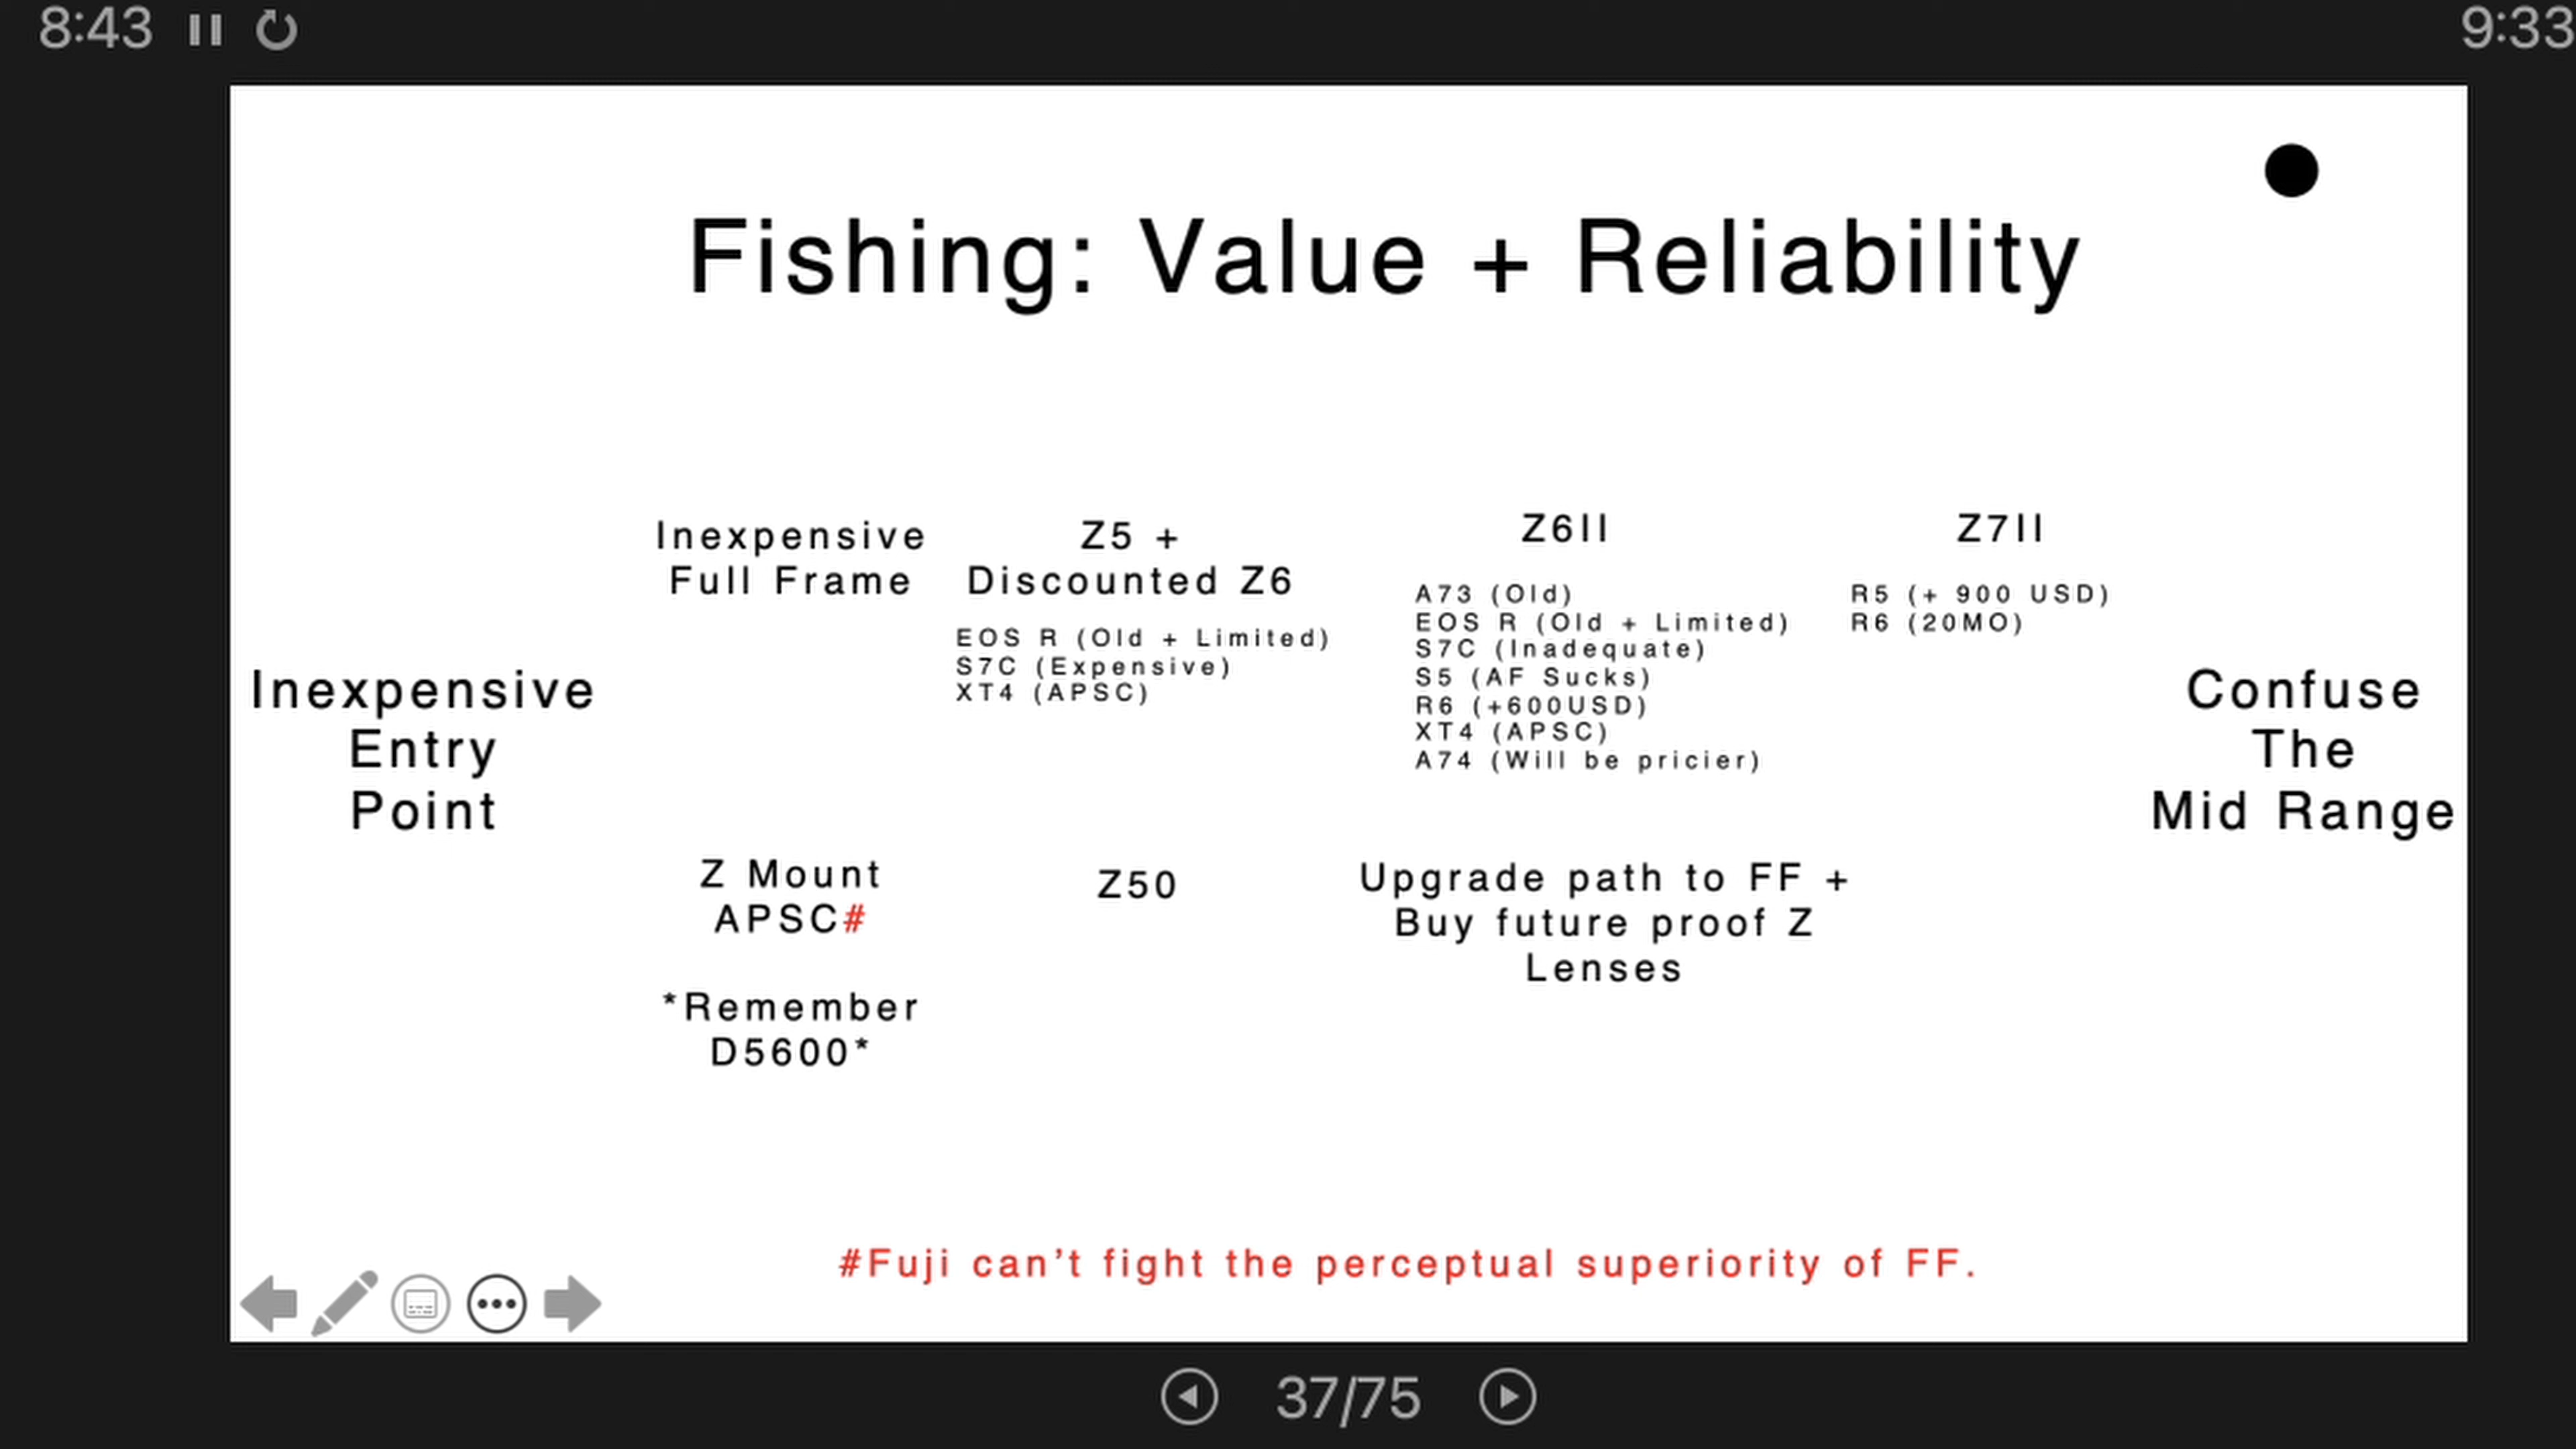 8:43
9:33
Fishing: Value + Reliability
Inexpensive
Entry
Point
Inexpensive
Full Frame
Z5 +
Discounted Z6
EOS R (Old + Limited)
S7C (Expensive)
XT4 (APSC)
Z6II
A73 (Old)
EOS R (Old + Limited)
S7C (Inadequate)
S5 (AF Sucks)
R6 (+600USD)
XT4 (APSC)
A74 (Will be pricier)
Z7II
R5 (+ 900 USD)
R6 (20MO)
Confuse
The
Mid Range
Z Mount
APSC#
*Remember
D5600*
Z50
Upgrade path to FF +
Buy future proof Z
Lenses
#Fuji can’t fight the perceptual superiority of FF.
37/75